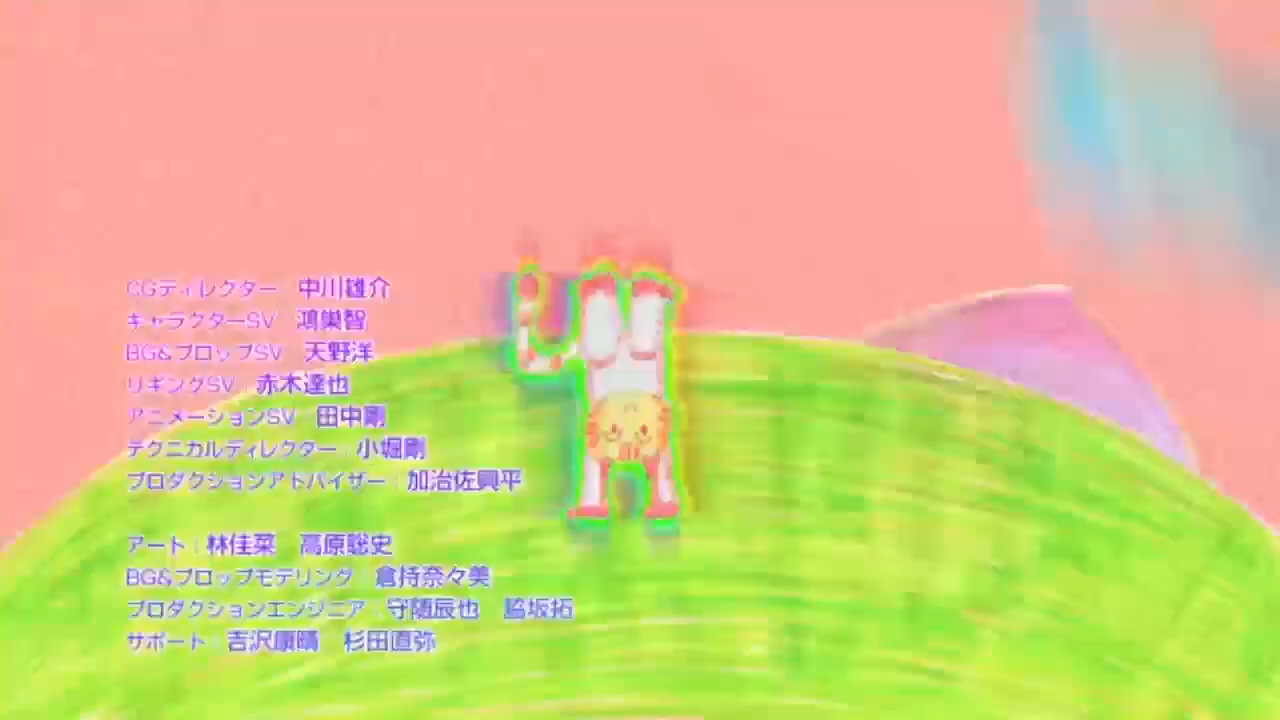 CGディレクター 中川雄介
キャラクターSV 鴻巣智
BG&プロップSV 天野洋
リギングSV 赤木達也
アニメーションSV 田中剛
テクニカルディレクター 小堀剛
プロダクションアドバイザー 加治佐興平
アート 林佳菜 高原聡史
BG&プロップモデリング 倉持奈々美
プロダクションエンジニア 守随辰也 脇坂拓
サポート 吉沢康晴 杉田直弥